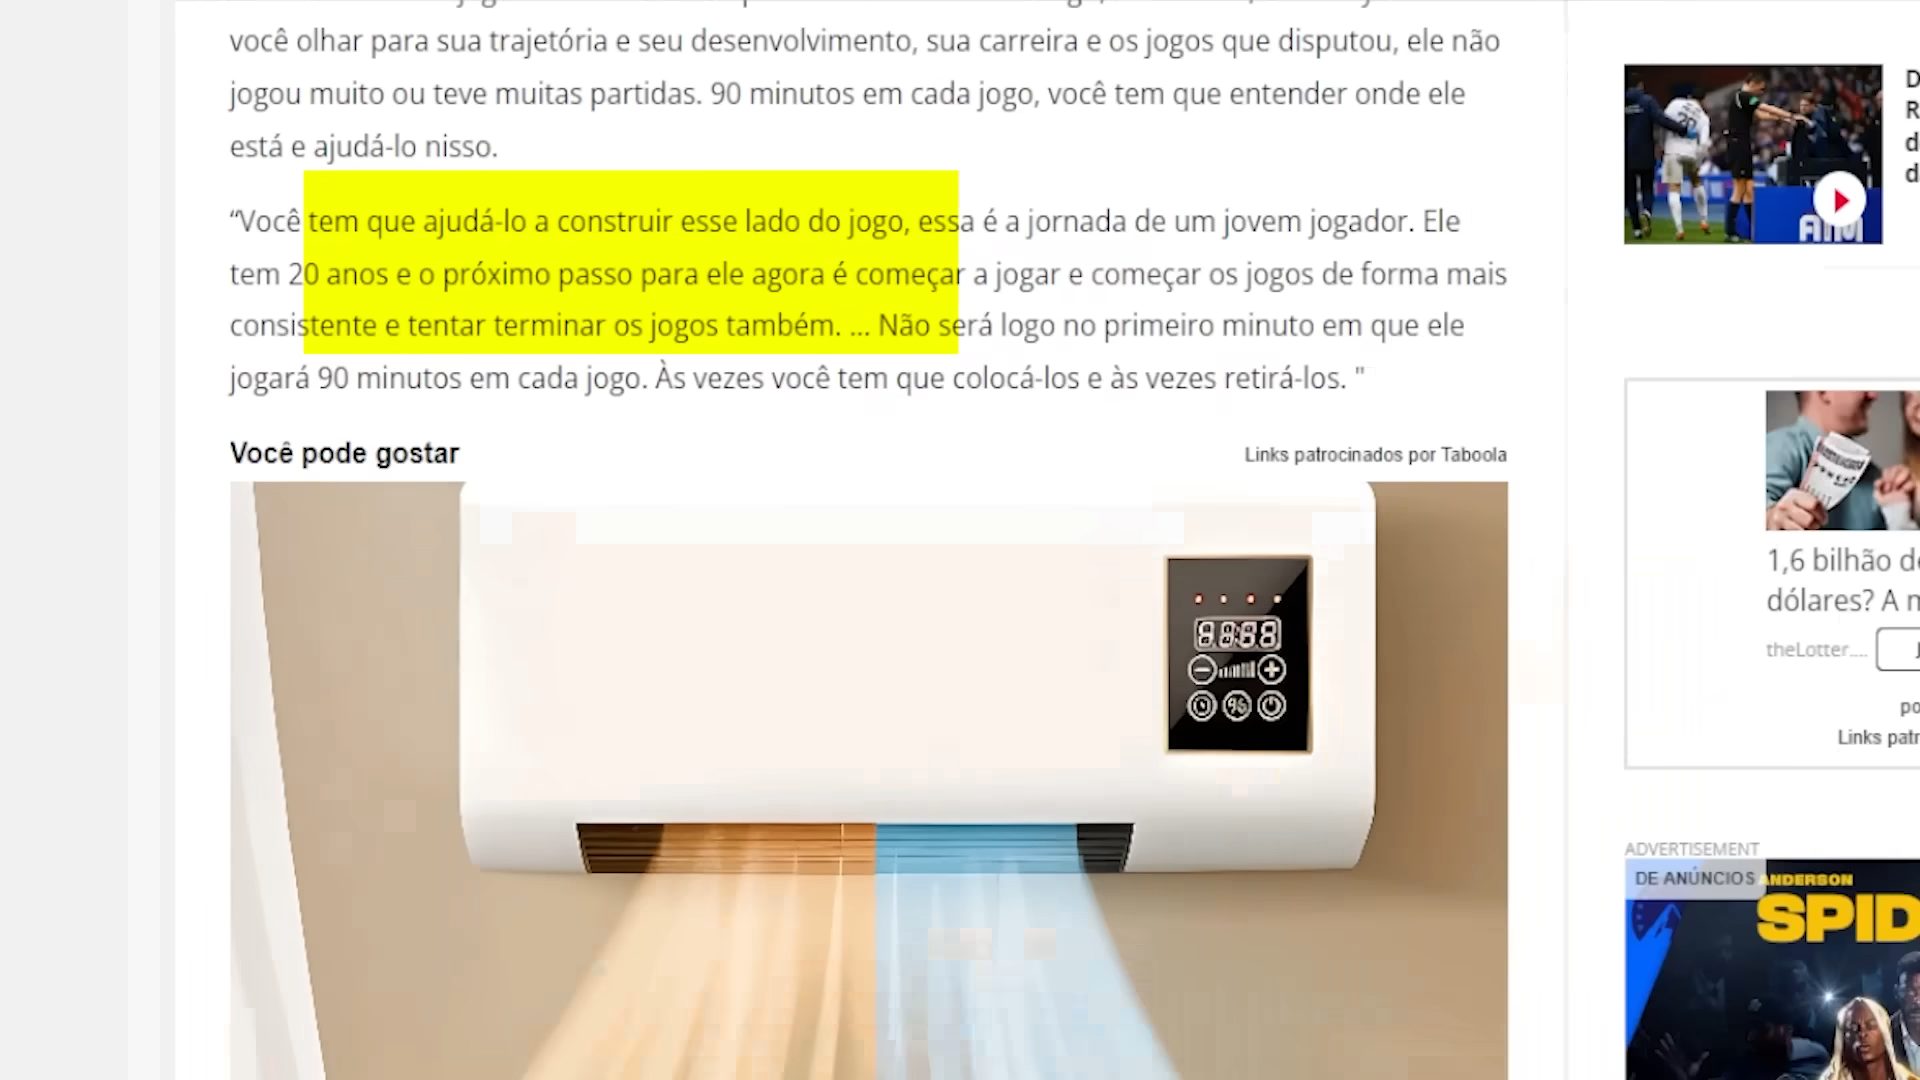 você olhar para sua trajetória e seu desenvolvimento, sua carreira e os jogos que disputou, ele não
jogou muito ou teve muitas partidas. 90 minutos em cada jogo, você tem que entender onde ele
está e ajudá-lo nisso.
“Você tem que ajudá-lo a construir esse lado do jogo, essa é a jornada de um jovem jogador. Ele
tem 20 anos e o próximo passo para ele agora é começar a jogar e começar os jogos de forma mais
consistente e tentar terminar os jogos também. ... Não será logo no primeiro minuto em que ele
jogará 90 minutos em cada jogo. Às vezes você tem que colocá-los e às vezes retirá-los. "
Você pode gostar
Links patrocinados por Taboola
88:88
D
R
d
d
20
1,6 bilhão d
dólares? A
theLotter....
J
po
Links patr
ADVERTISEMENT
DE ANÚNCIOS
ANDERSON
SPID